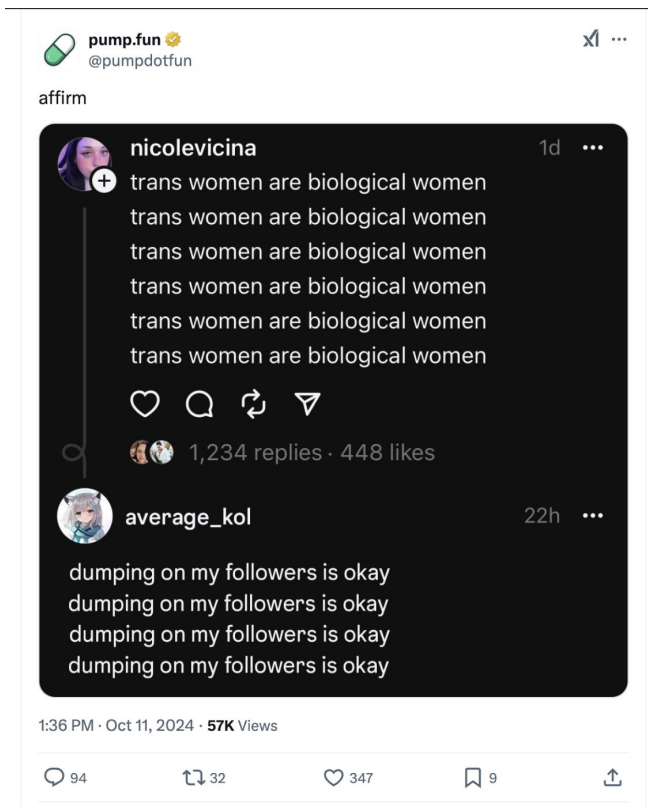 pump.fun
@pumpdotfun
affirm
nicolevicina 1d
trans women are biological women
trans women are biological women
trans women are biological women
trans women are biological women
trans women are biological women
trans women are biological women
1,234 replies · 448 likes
average_kol 22h
dumping on my followers is okay
dumping on my followers is okay
dumping on my followers is okay
dumping on my followers is okay
1:36 PM · Oct 11, 2024 · 57K Views
94 32 347 9